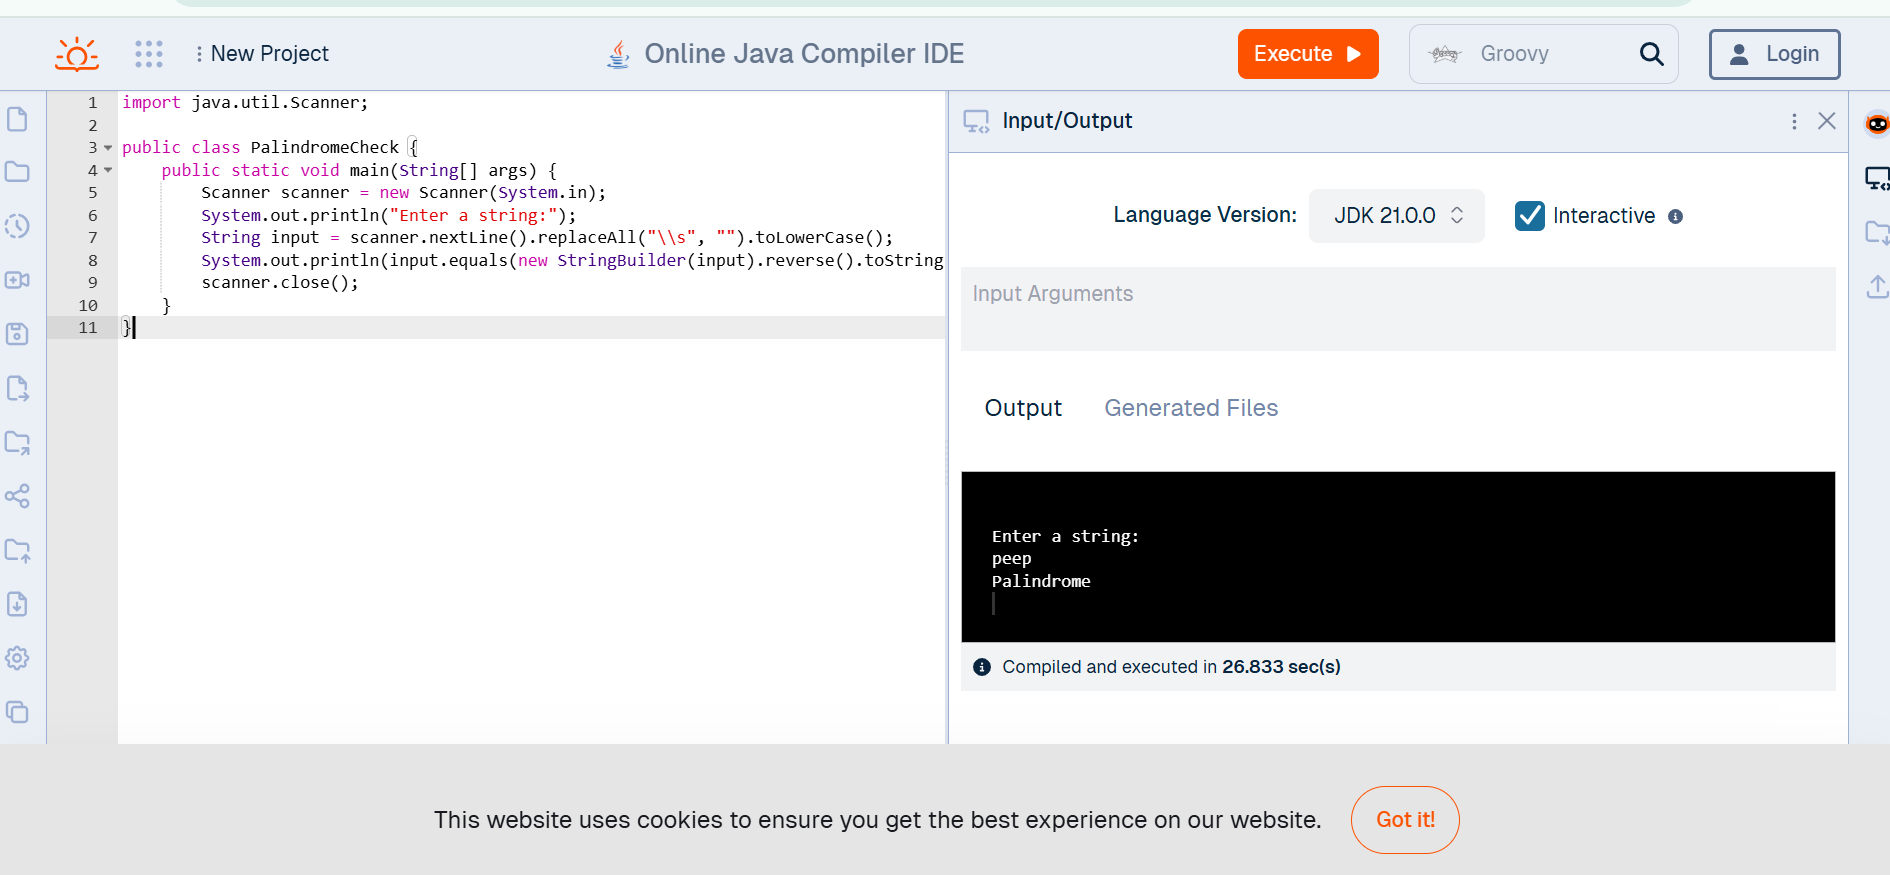 New Project
Online Java Compiler IDE
Execute
Groovy
Login
1 import java.util.Scanner;
2
3 public class PalindromeCheck {
4     public static void main(String[] args) {
5         Scanner scanner = new Scanner(System.in);
6         System.out.println("Enter a string:");
7         String input = scanner.nextLine().replaceAll("\\s", "").toLowerCase();
8         System.out.println(input.equals(new StringBuilder(input).reverse().toString
9         scanner.close();
10     }
11 }
Input/Output
Language Version: JDK 21.0.0 Interactive
Input Arguments
Output Generated Files
Enter a string:
peep
Palindrome
Compiled and executed in 26.833 sec(s)
This website uses cookies to ensure you get the best experience on our website. Got it!